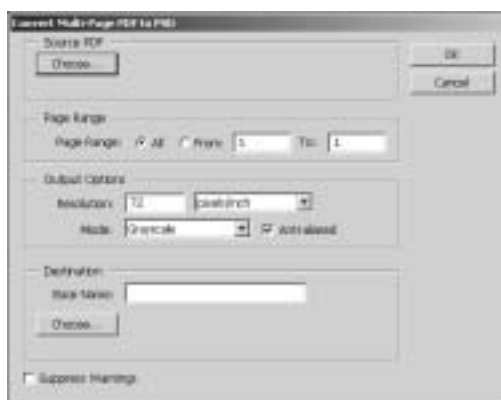 Convert Multi-Page PDF to PSD
Source PDF
Choose...
OK
Cancel
Page Range
Page Range: All From: 1 To: 1
Output Options
Resolution: 72 pixels/inch
Mode: Grayscale Anti-aliased
Destination
Base Name:
Choose...
Suppress Warnings